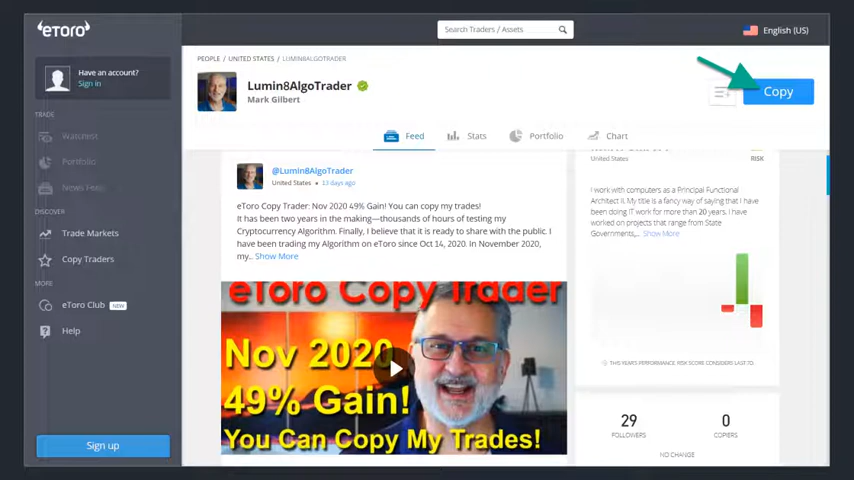 eToro
Search Traders / Assets
English (US)
Have an account?
Sign in
TRADE
Watchlist
Portfolio
News Feed
DISCOVER
Trade Markets
Copy Traders
MORE
eToro Club NEW
Help
Sign up
PEOPLE / UNITED STATES / LUMIN8ALGOTRADER
Lumin8AlgoTrader
Mark Gilbert
Copy
Feed
Stats
Portfolio
Chart
@Lumin8AlgoTrader
United States • 13 days ago
eToro Copy Trader: Nov 2020 49% Gain! You can copy my trades!
It has been two years in the making—thousands of hours of testing my
Cryptocurrency Algorithm. Finally, I believe that it is ready to share with the public. I
have been trading my Algorithm on eToro since Oct 14, 2020. In November 2020,
my... Show More
eToro Copy Trader
Nov 2020
49% Gain!
You Can Copy My Trades!
United States
RISK
I work with computers as a Principal Functional
Architect II. My title is a fancy way of saying that I have
been doing IT work for more than 20 years. I have
worked on projects that range from State
Governments,... Show More
THIS YEAR'S PERFORMANCE. RISK SCORE CONSIDERS LAST 7D.
29
FOLLOWERS
0
COPIERS
NO CHANGE